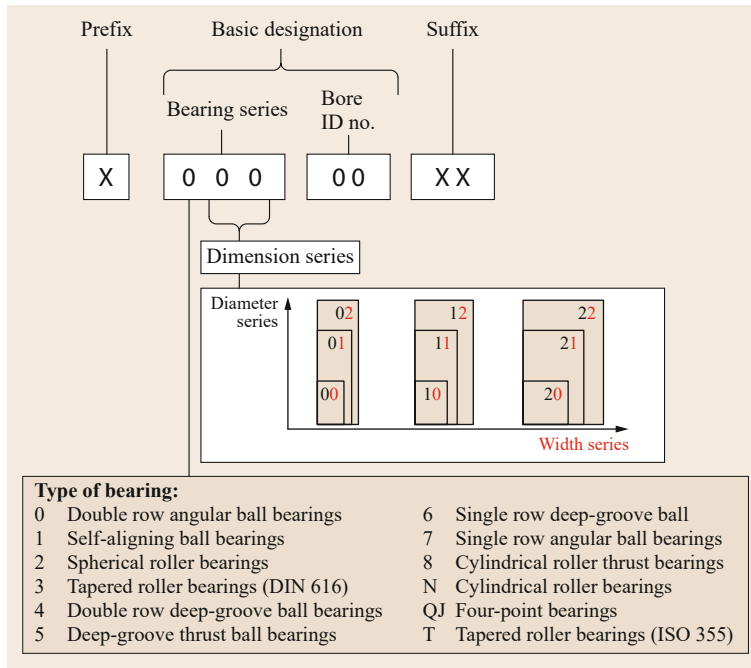 Prefix
Basic designation
Suffix
Bearing series
Bore
ID no.
X
0 0 0
0 0
X X
Dimension series
Diameter
series
02
12
22
01
11
21
00
10
20
Width series
Type of bearing:
0 Double row angular ball bearings
1 Self-aligning ball bearings
2 Spherical roller bearings
3 Tapered roller bearings (DIN 616)
4 Double row deep-groove ball bearings
5 Deep-groove thrust ball bearings
6 Single row deep-groove ball
7 Single row angular ball bearings
8 Cylindrical roller thrust bearings
N Cylindrical roller bearings
QJ Four-point bearings
T Tapered roller bearings (ISO 355)